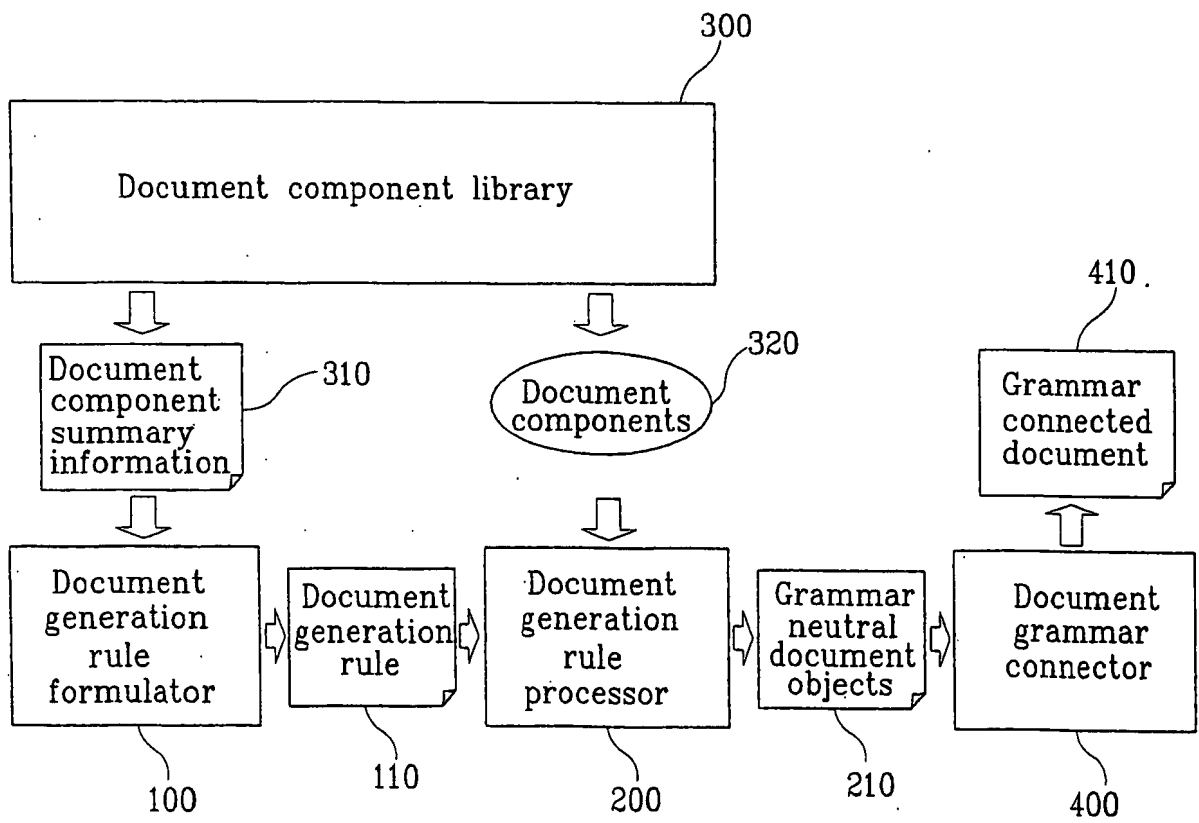 300
Document component library
410
Document
component
summary
information
310
Document
components
320
Grammar
connected
document
Document
generation
rule
formulator
Document
generation
rule
Document
generation
rule
processor
Grammar
neutral
document
objects
Document
grammar
connector
100
110
200
210
400